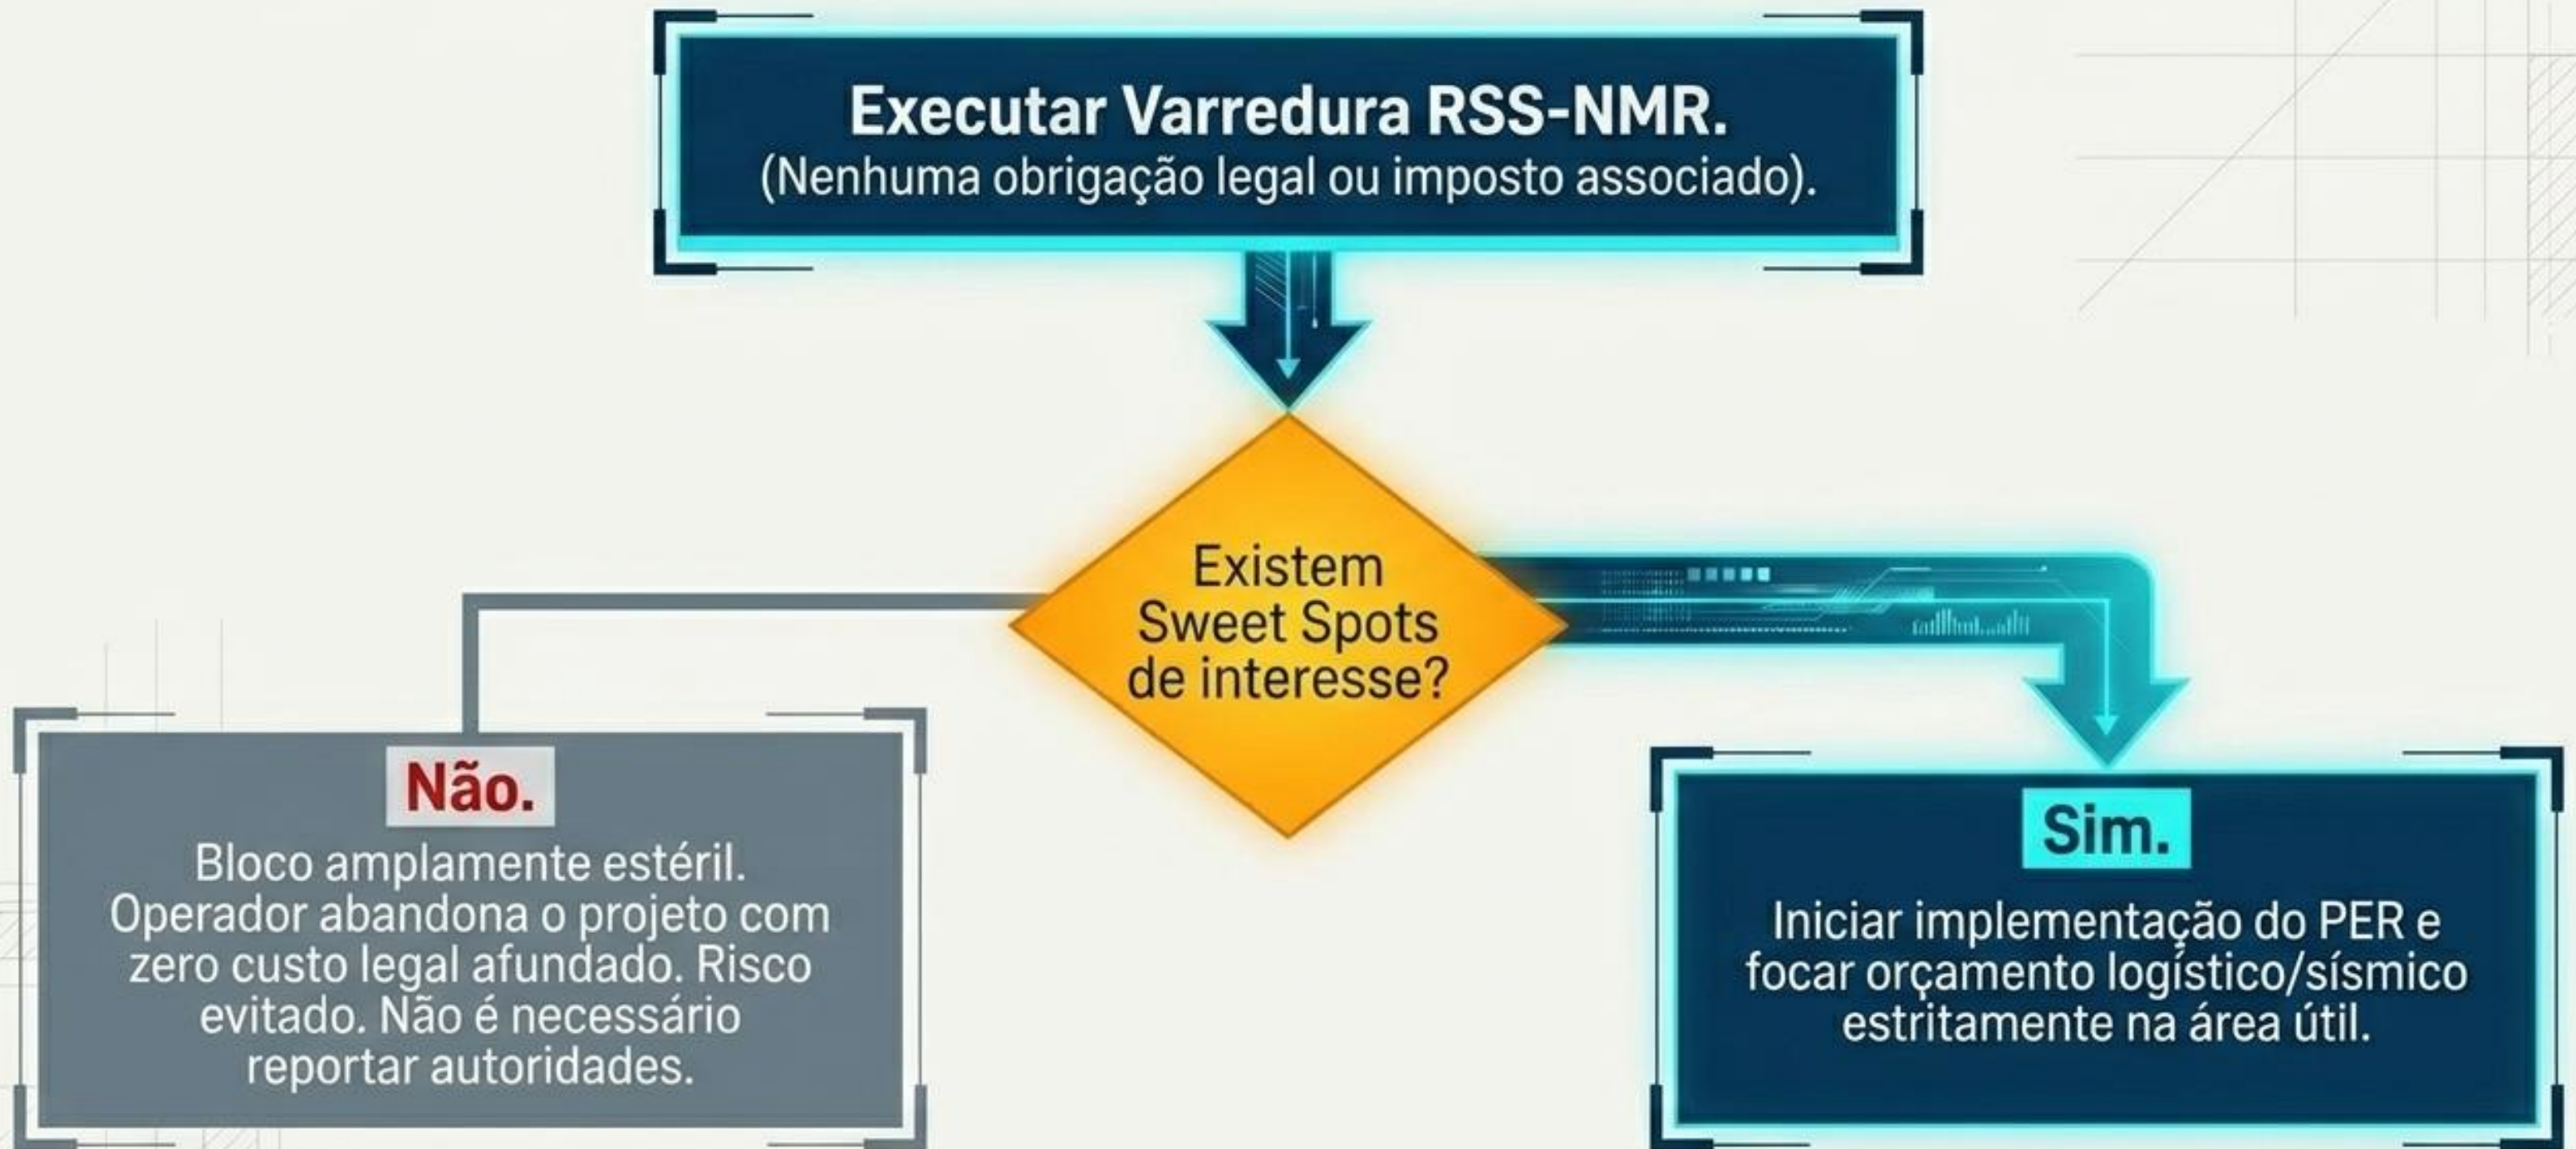 Executar Varredura RSS-NMR.
(Nenhuma obrigação legal ou imposto associado).
Existem
Sweet Spots
de interesse?
Não.
Bloco amplamente estéril.
Operador abandona o projeto com
zero custo legal afundado. Risco
evitado. Não é necessário
reportar autoridades.
Sim.
Iniciar implementação do PER e
focar orçamento logístico/sísmico
estritamente na área útil.